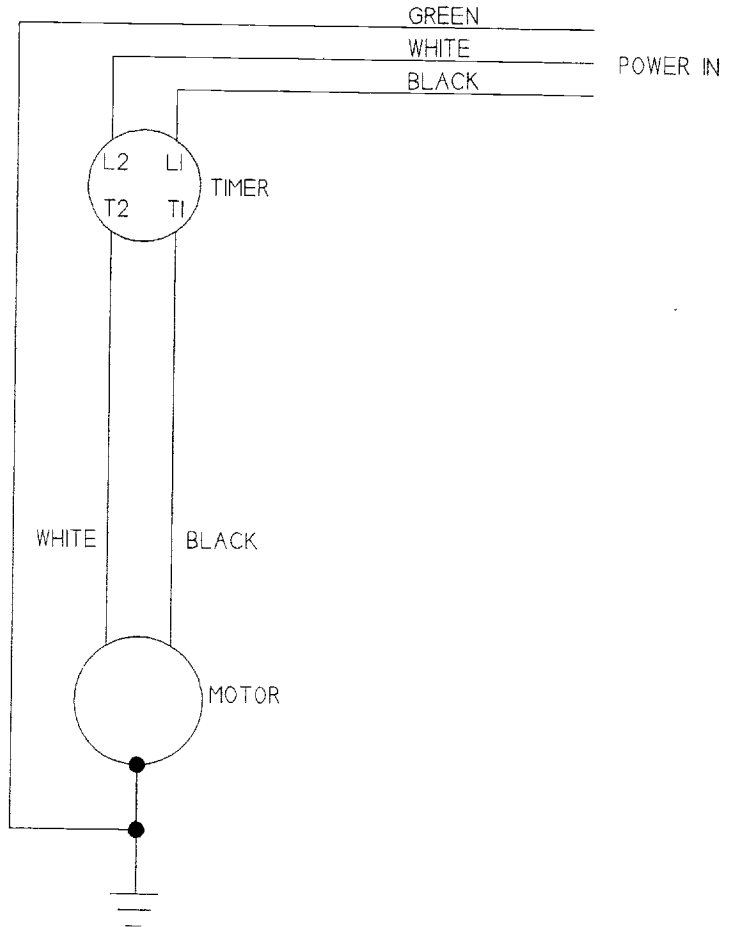 GREEN
WHITE
POWER IN
BLACK
L2 L1
TIMER
T2 T1
WHITE
BLACK
MOTOR